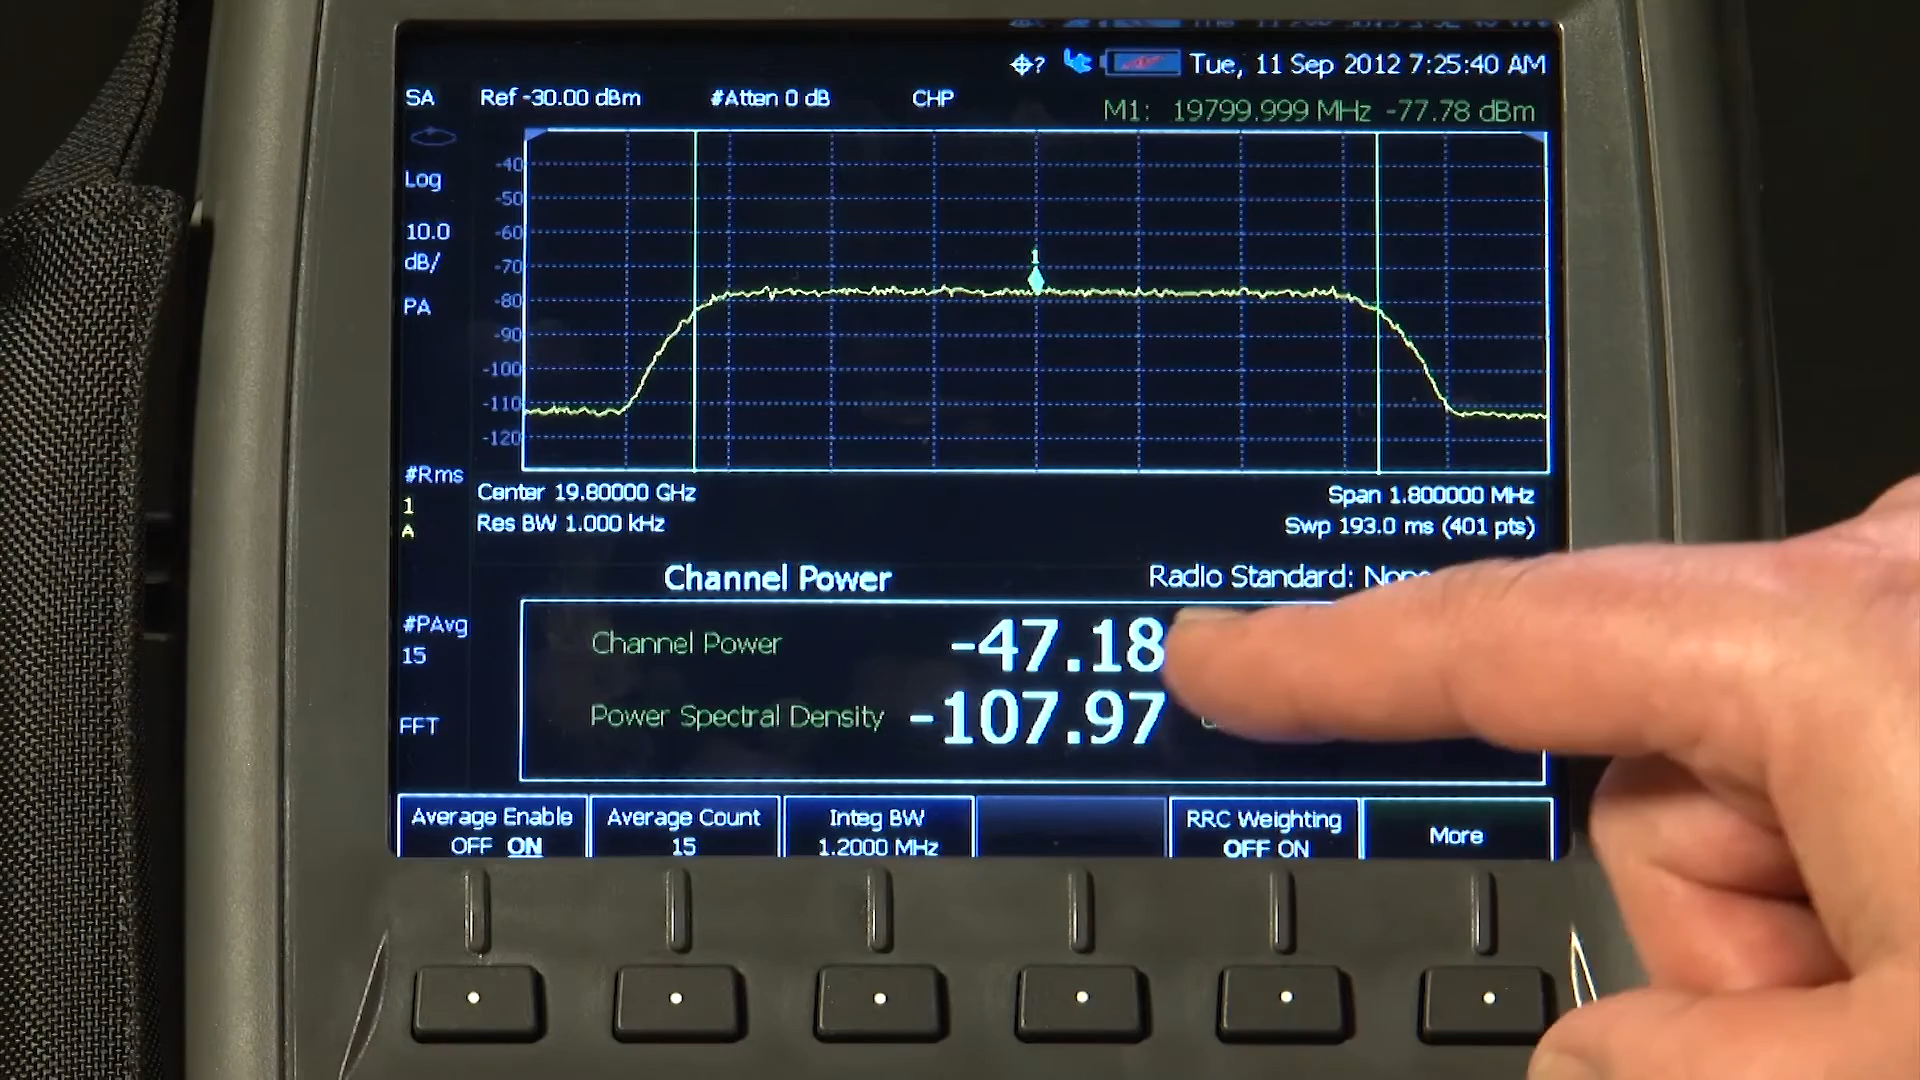 Tue, 11 Sep 2012 7:25:40 AM
SA Ref -30.00 dBm #Atten 0 dB CHP
M1: 19799.999 MHz -77.78 dBm
Log
10.0
dB/
PA
-40
-50
-60
1
-70
-80
-90
-100
-110
-120
#Rms
1
A
Center 19.80000 GHz Span 1.800000 MHz
Res BW 1.000 kHz Swp 193.0 ms (401 pts)
Channel Power Radio Standard: None
#PAvg
15
Channel Power -47.18
Power Spectral Density -107.97
FFT
Average Enable
OFF ON
Average Count
15
Integ BW
1.2000 MHz
RRC Weighting
OFF ON
More